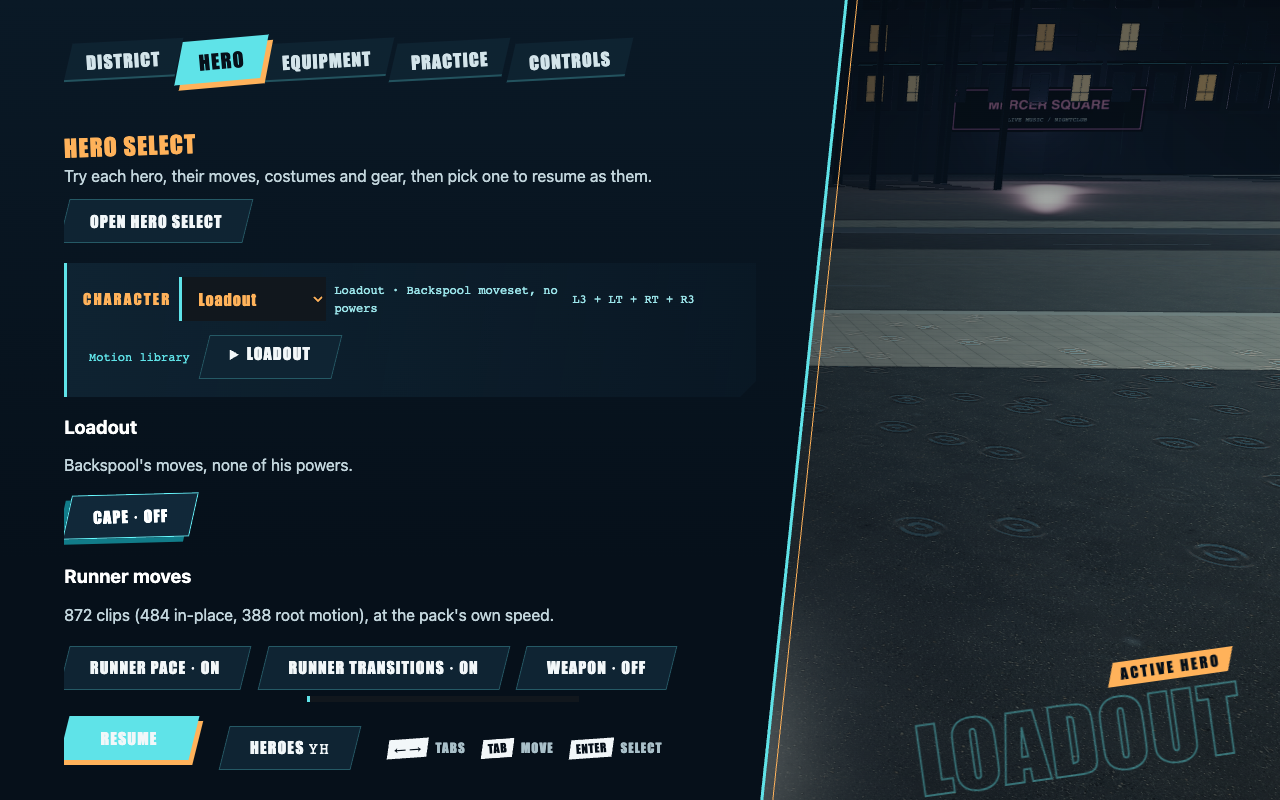 DISTRICT HERO EQUIPMENT PRACTICE CONTROLS
MERCER SQUARE
LIVE MUSIC / NIGHTCLUB
HERO SELECT
Try each hero, their moves, costumes and gear, then pick one to resume as them.
OPEN HERO SELECT
CHARACTER Loadout Loadout · Backspool moveset, no powers L3 + LT + RT + R3
Motion library ▶ LOADOUT
Loadout
Backspool's moves, none of his powers.
CAPE · OFF
Runner moves
872 clips (484 in-place, 388 root motion), at the pack's own speed.
RUNNER PACE · ON RUNNER TRANSITIONS · ON WEAPON · OFF
RESUME HEROES YH ←→ TABS TAB MOVE ENTER SELECT
ACTIVE HERO
LOADOUT